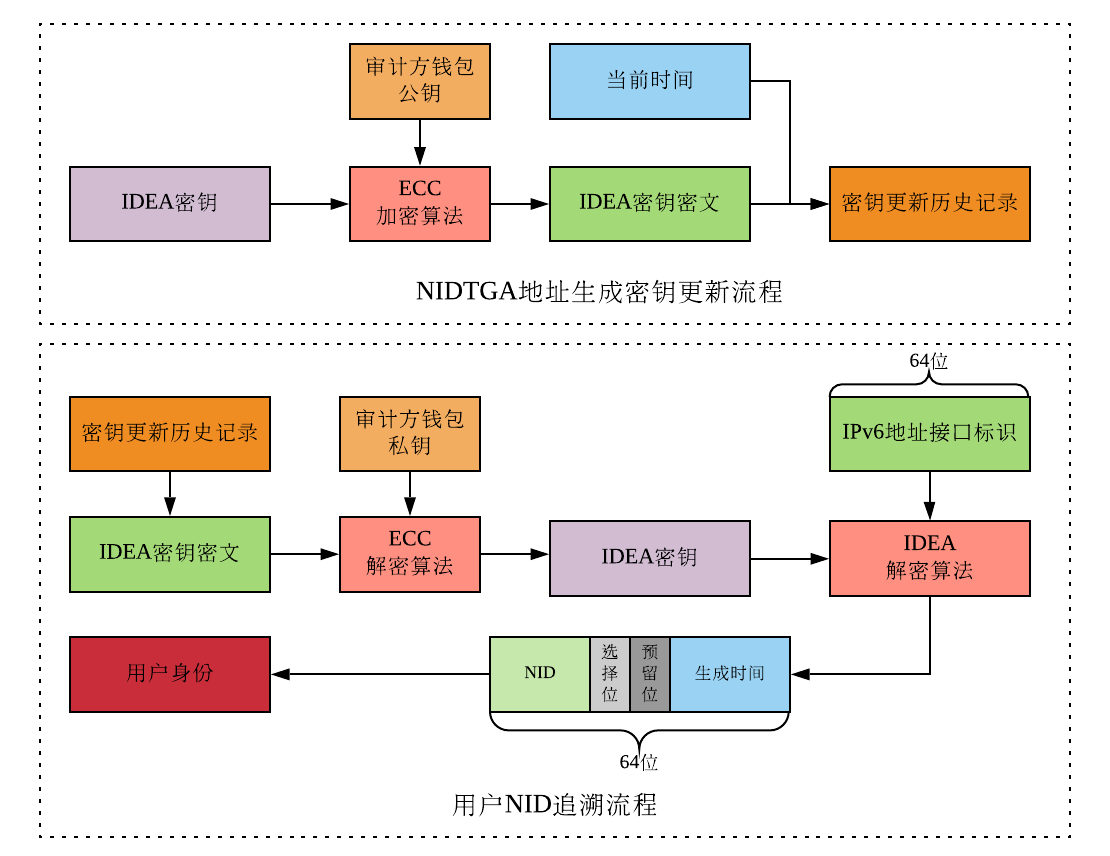 审计方钱包
公钥
当前时间
IDEA密钥
ECC
加密算法
IDEA密钥密文
密钥更新历史记录
NIDTGA地址生成密钥更新流程
64位
密钥更新历史记录
审计方钱包
私钥
IPv6地址接口标识
IDEA密钥密文
ECC
解密算法
IDEA密钥
IDEA
解密算法
用户身份
NID
选择位
预留位
生成时间
64位
用户NID追溯流程